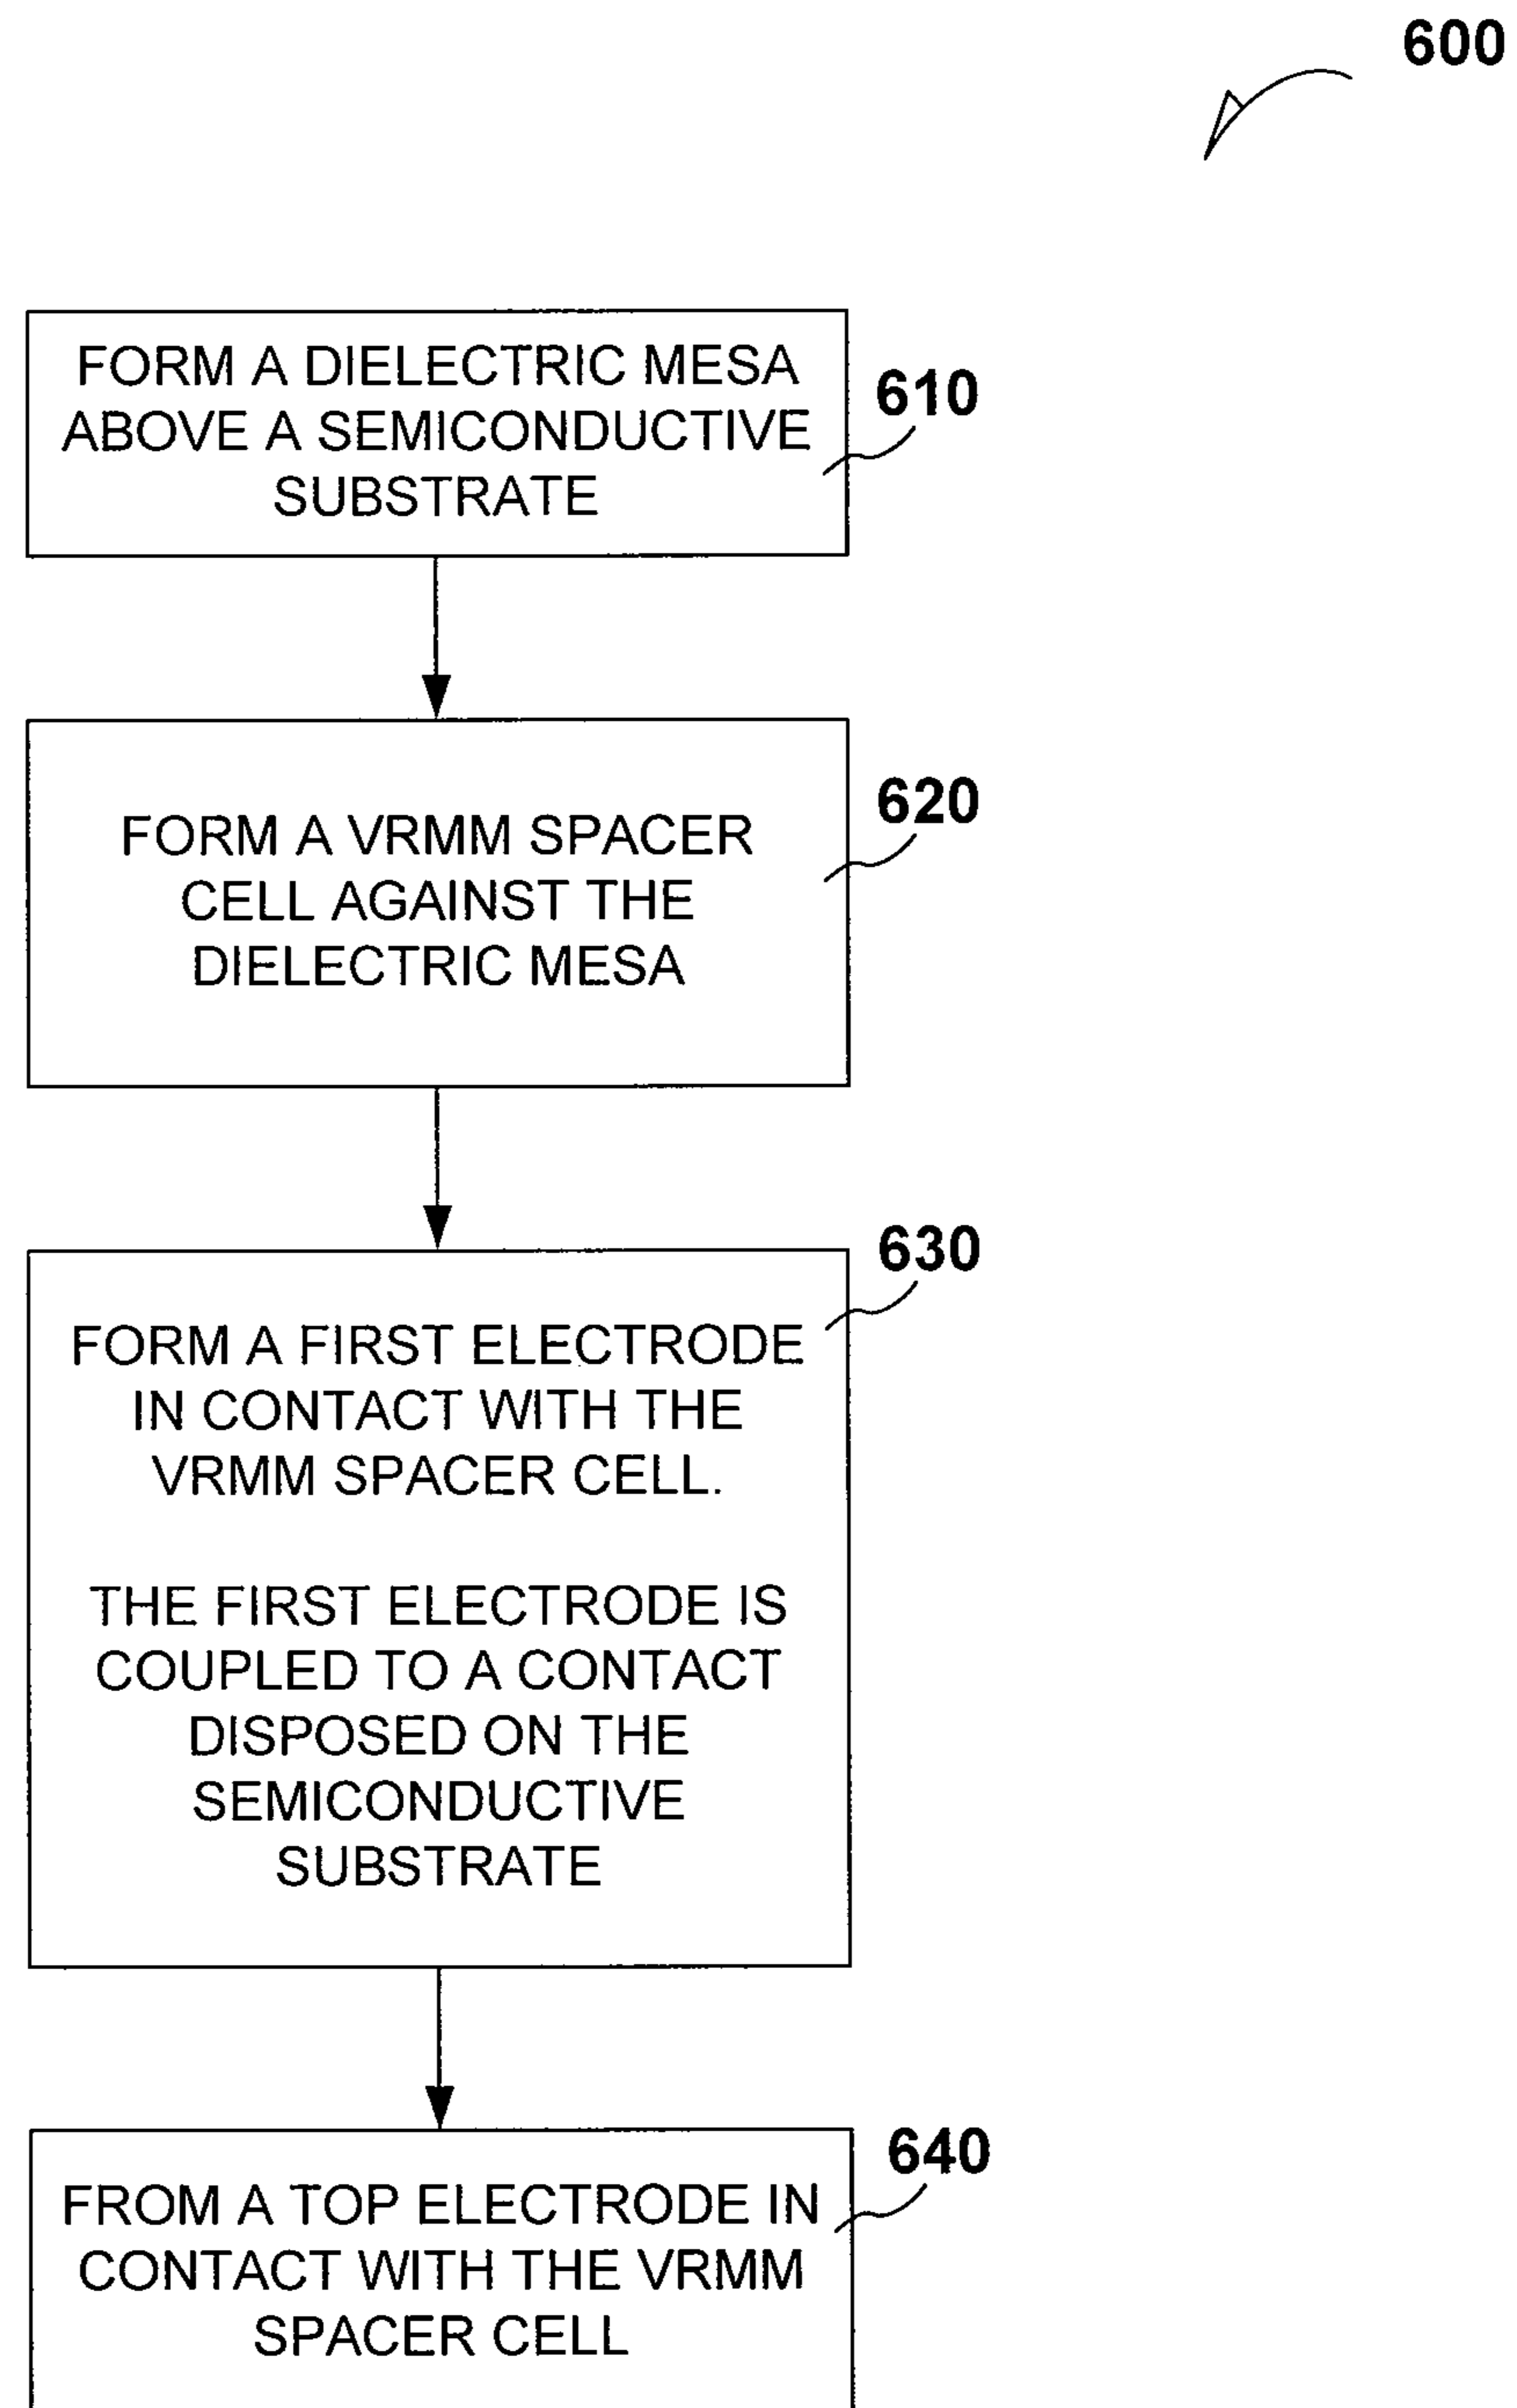 600
FORM A DIELECTRIC MESA
ABOVE A SEMICONDUCTIVE
SUBSTRATE
610
FORM A VRMM SPACER
CELL AGAINST THE
DIELECTRIC MESA
620
FORM A FIRST ELECTRODE
IN CONTACT WITH THE
VRMM SPACER CELL.
THE FIRST ELECTRODE IS
COUPLED TO A CONTACT
DISPOSED ON THE
SEMICONDUCTIVE
SUBSTRATE
630
FROM A TOP ELECTRODE IN
CONTACT WITH THE VRMM
SPACER CELL
640